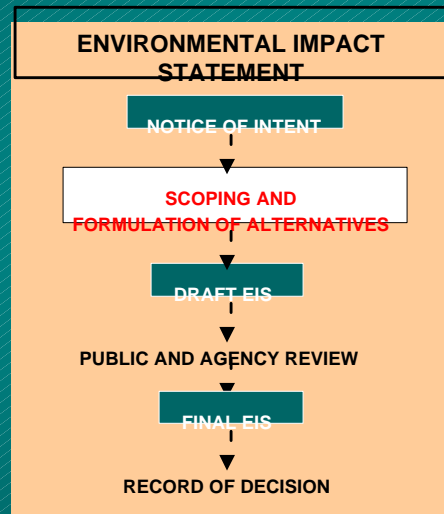 ENVIRONMENTAL IMPACT
STATEMENT
NOTICE OF INTENT
SCOPING AND
FORMULATION OF ALTERNATIVES
DRAFT EIS
PUBLIC AND AGENCY REVIEW
FINAL EIS
RECORD OF DECISION